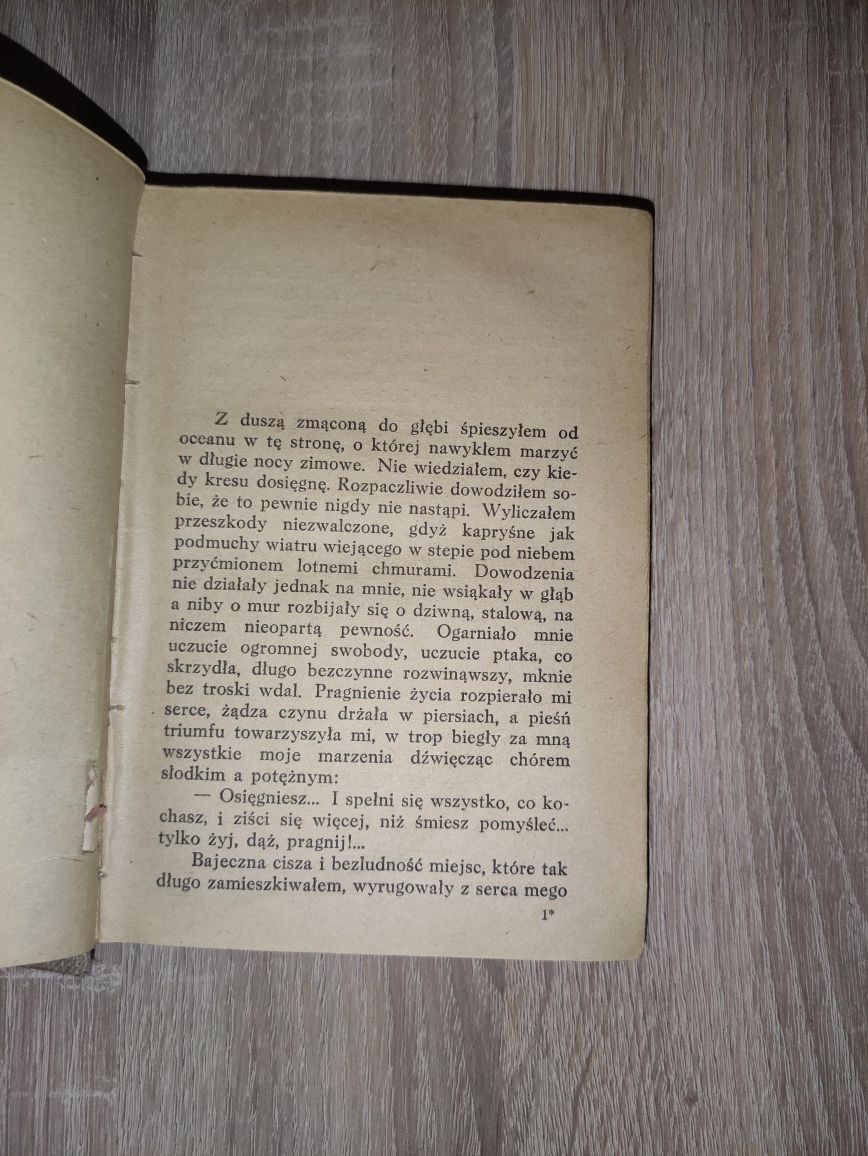 Z duszą zmąconą do głębi śpieszyłem od
oceanu w tę stronę, o której nawykłem marzyć
w długie nocy zimowe. Nie wiedziałem, czy kie-
dy kresu dosięgnę. Rozpaczliwie dowodziłem so-
bie, że to pewnie nigdy nie nastąpi. Wyliczałem
przeszkody niezwalczone, gdyż kapryśne jak
podmuchy wiatru wiejącego w stepie pod niebem
przyćmionem lotnemi chmurami. Dowodzenia
nie działały jednak na mnie, nie wsiąkały w głąb
a niby o mur rozbijały się o dziwną, stalową, na
niczem nieopartą pewność. Ogarniało mnie
uczucie ogromnej swobody, uczucie ptaka, co
skrzydła, długo bezczynne rozwinąwszy, mknie
bez troski wdal. Pragnienie życia rozpierało mi
serce, żądza czynu drżała w piersiach, a pieśń
triumfu towarzyszyła mi, w trop biegły za mną
wszystkie moje marzenia dźwięcząc chórem
słodkim a potężnym:
— Osięgniesz... I spełni się wszystko, co ko-
chasz, i ziści się więcej, niż śmiesz pomyśleć...
tylko żyj, dąż, pragnij!...
Bajeczna cisza i bezludność miejsc, które tak
długo zamieszkiwałem, wyrugowały z serca mego
1*